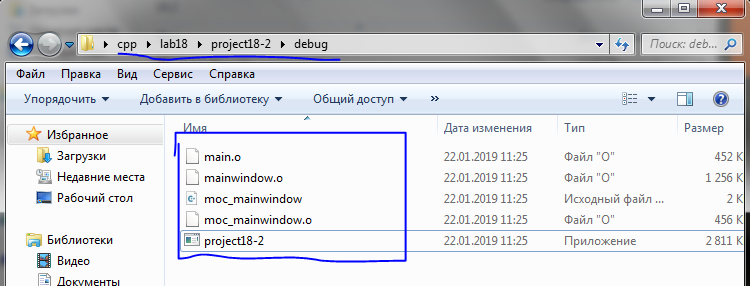 cpp ▸ lab18 ▸ project18-2 ▸ debug
Поиск: deb...
Файл Правка Вид Сервис Справка
Упорядочить Добавить в библиотеку Общий доступ »
Имя Дата изменения Тип Размер
Избранное
Загрузки
Недавние места
Рабочий стол
Библиотеки
Видео
Документы
main.o 22.01.2019 11:25 Файл "O" 452 К
mainwindow.o 22.01.2019 11:25 Файл "O" 1 256 К
moc_mainwindow 22.01.2019 11:25 Исходный файл ... 2 К
moc_mainwindow.o 22.01.2019 11:25 Файл "O" 456 К
project18-2 22.01.2019 11:25 Приложение 2 811 К